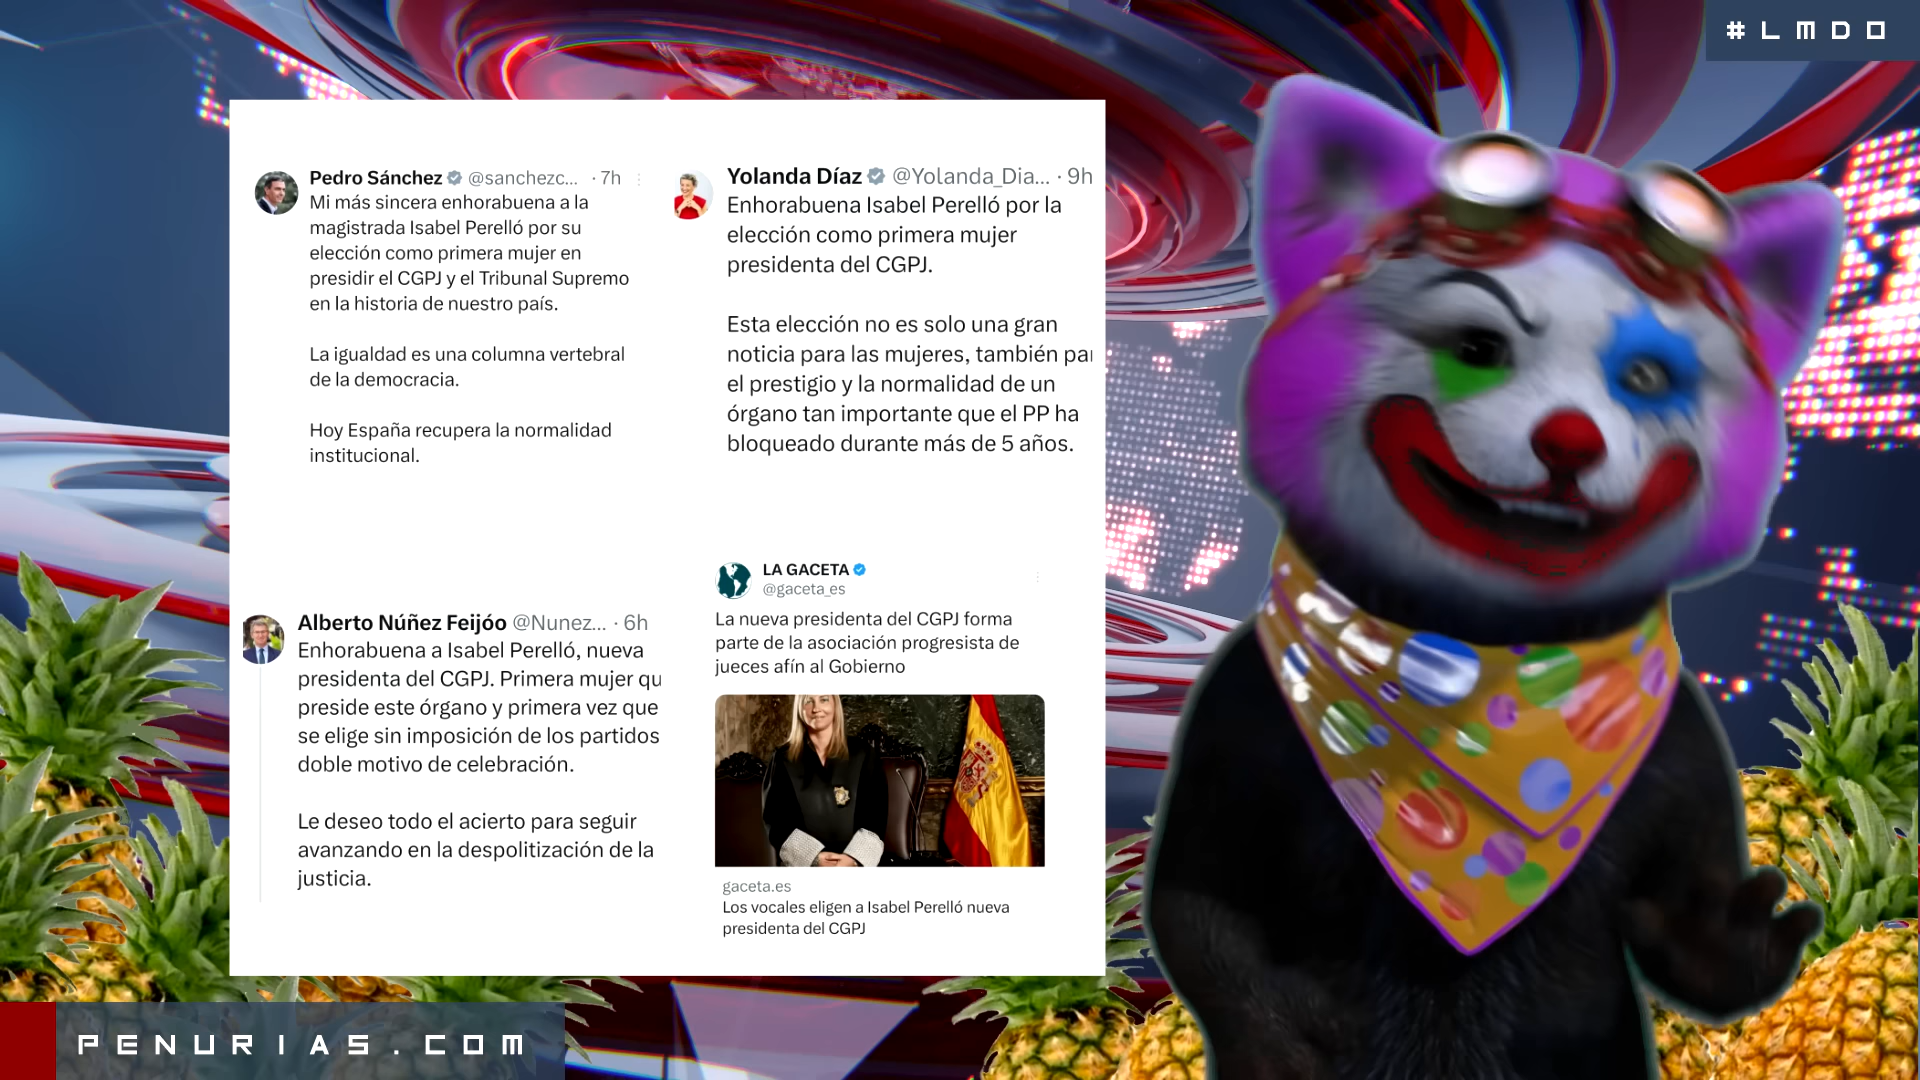 #LMDO
Pedro Sánchez @sanchezc... · 7h
Mi más sincera enhorabuena a la
magistrada Isabel Perelló por su
elección como primera mujer en
presidir el CGPJ y el Tribunal Supremo
en la historia de nuestro país.
La igualdad es una columna vertebral
de la democracia.
Hoy España recupera la normalidad
institucional.
Yolanda Díaz @Yolanda_Dia... · 9h
Enhorabuena Isabel Perelló por la
elección como primera mujer
presidenta del CGPJ.
Esta elección no es solo una gran
noticia para las mujeres, también par
el prestigio y la normalidad de un
órgano tan importante que el PP ha
bloqueado durante más de 5 años.
Alberto Núñez Feijóo @Nunez... · 6h
Enhorabuena a Isabel Perelló, nueva
presidenta del CGPJ. Primera mujer qu
preside este órgano y primera vez que
se elige sin imposición de los partidos
doble motivo de celebración.
Le deseo todo el acierto para seguir
avanzando en la despolitización de la
justicia.
LA GACETA
@gaceta_es
La nueva presidenta del CGPJ forma
parte de la asociación progresista de
jueces afín al Gobierno
gaceta.es
Los vocales eligen a Isabel Perelló nueva
presidenta del CGPJ
PENURIAS.COM